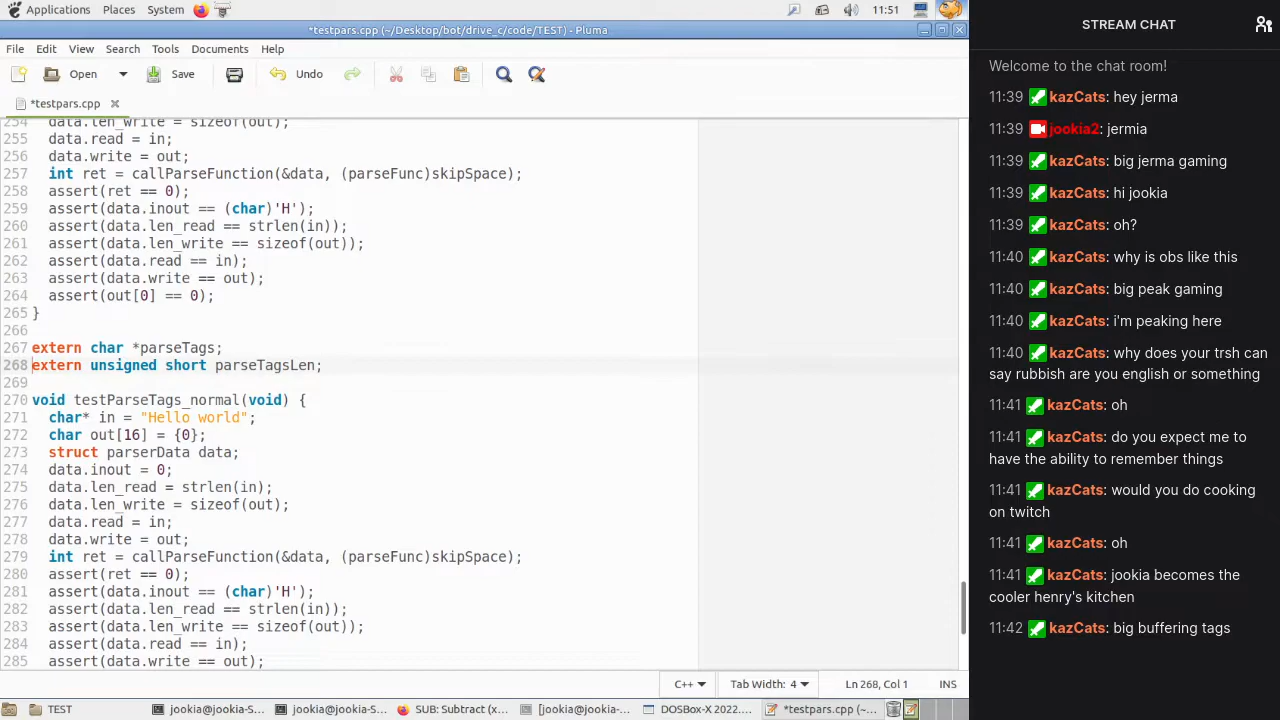 Applications Places System 11:51
*testpars.cpp (~/Desktop/bot/drive_c/code/TEST) - Pluma
File Edit View Search Tools Documents Help
Open Save Undo
*testpars.cpp
254 data.len_write = sizeof(out);
255 data.read = in;
256 data.write = out;
257 int ret = callParseFunction(&data, (parseFunc)skipSpace);
258 assert(ret == 0);
259 assert(data.inout == (char)'H');
260 assert(data.len_read == strlen(in));
261 assert(data.len_write == sizeof(out));
262 assert(data.read == in);
263 assert(data.write == out);
264 assert(out[0] == 0);
265 }
266
267 extern char *parseTags;
268 extern unsigned short parseTagsLen;
269
270 void testParseTags_normal(void) {
271 char* in = "Hello world";
272 char out[16] = {0};
273 struct parserData data;
274 data.inout = 0;
275 data.len_read = strlen(in);
276 data.len_write = sizeof(out);
277 data.read = in;
278 data.write = out;
279 int ret = callParseFunction(&data, (parseFunc)skipSpace);
280 assert(ret == 0);
281 assert(data.inout == (char)'H');
282 assert(data.len_read == strlen(in));
283 assert(data.len_write == sizeof(out));
284 assert(data.read == in);
285 assert(data.write == out);
C++ Tab Width: 4 Ln 268, Col 1 INS
TEST jookia@jookia-S... jookia@jookia-S... SUB: Subtract (x... [jookia@jookia-... DOSBox-X 2022.... *testpars.cpp (~...
STREAM CHAT
Welcome to the chat room!
11:39 kazCats: hey jerma
11:39 jookia2: jermia
11:39 kazCats: big jerma gaming
11:39 kazCats: hi jookia
11:39 kazCats: oh?
11:40 kazCats: why is obs like this
11:40 kazCats: big peak gaming
11:40 kazCats: i'm peaking here
11:40 kazCats: why does your trsh can
say rubbish are you english or something
11:41 kazCats: oh
11:41 kazCats: do you expect me to
have the ability to remember things
11:41 kazCats: would you do cooking
on twitch
11:41 kazCats: oh
11:41 kazCats: jookia becomes the
cooler henry's kitchen
11:42 kazCats: big buffering tags